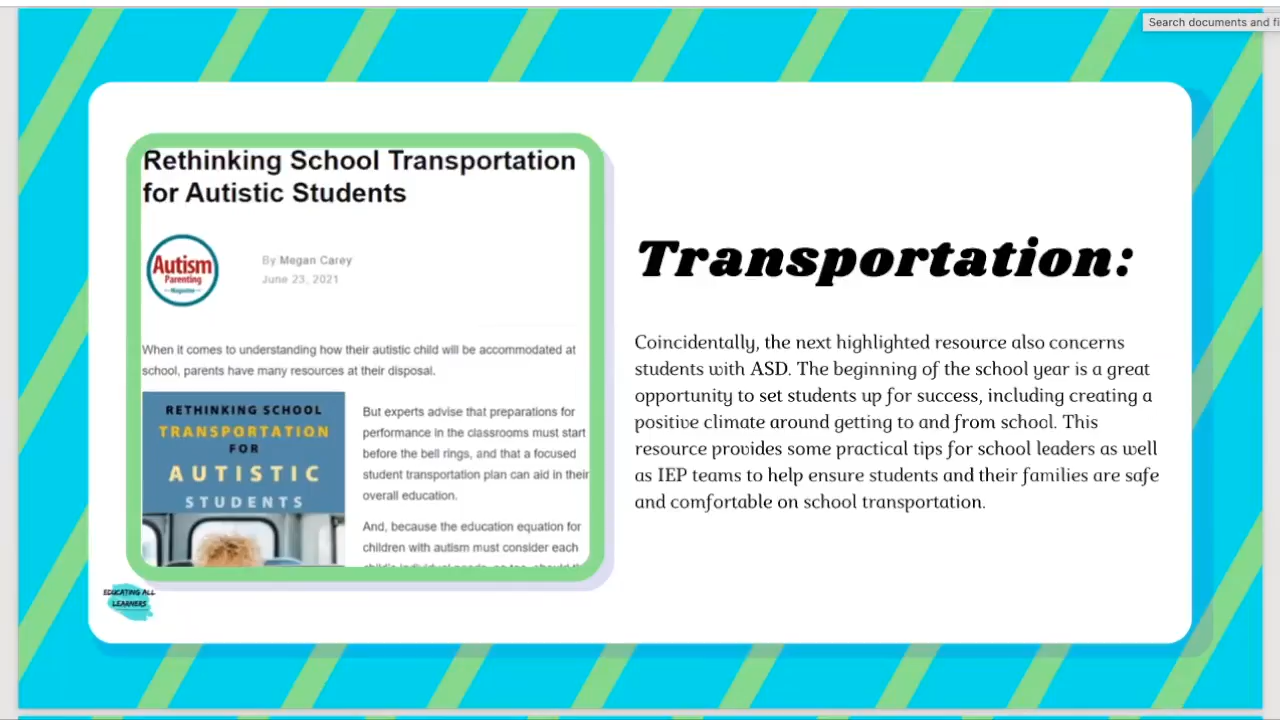 Search documents and fi
Rethinking School Transportation
for Autistic Students
Autism
Parenting
Magazine
By Megan Carey
June 23, 2021
When it comes to understanding how their autistic child will be accommodated at
school, parents have many resources at their disposal.
RETHINKING SCHOOL
TRANSPORTATION
FOR
AUTISTIC
STUDENTS
But experts advise that preparations for
performance in the classrooms must start
before the bell rings, and that a focused
student transportation plan can aid in their
overall education.
And, because the education equation for
children with autism must consider each
EDUCATING ALL
LEARNERS
Transportation:
Coincidentally, the next highlighted resource also concerns
students with ASD. The beginning of the school year is a great
opportunity to set students up for success, including creating a
positive climate around getting to and from school. This
resource provides some practical tips for school leaders as well
as IEP teams to help ensure students and their families are safe
and comfortable on school transportation.